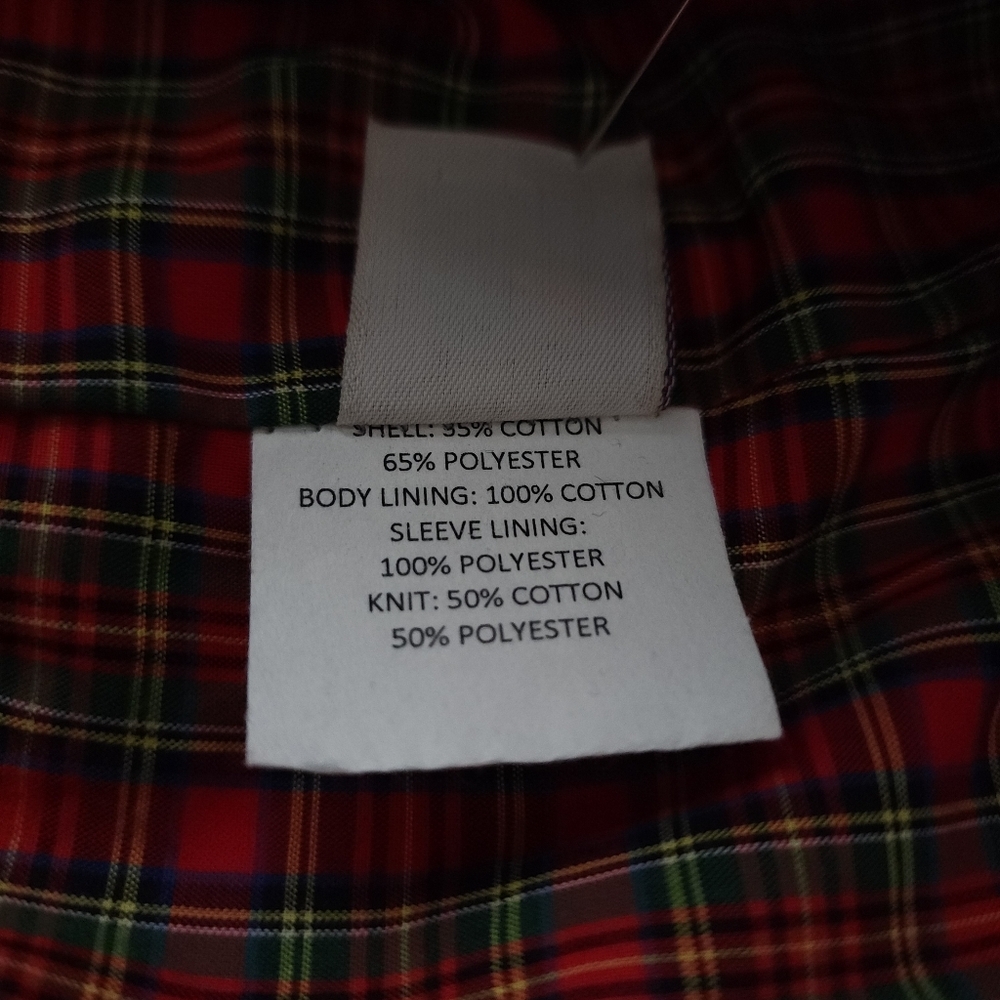 SHELL: 35% COTTON
65% POLYESTER
BODY LINING: 100% COTTON
SLEEVE LINING:
100% POLYESTER
KNIT: 50% COTTON
50% POLYESTER